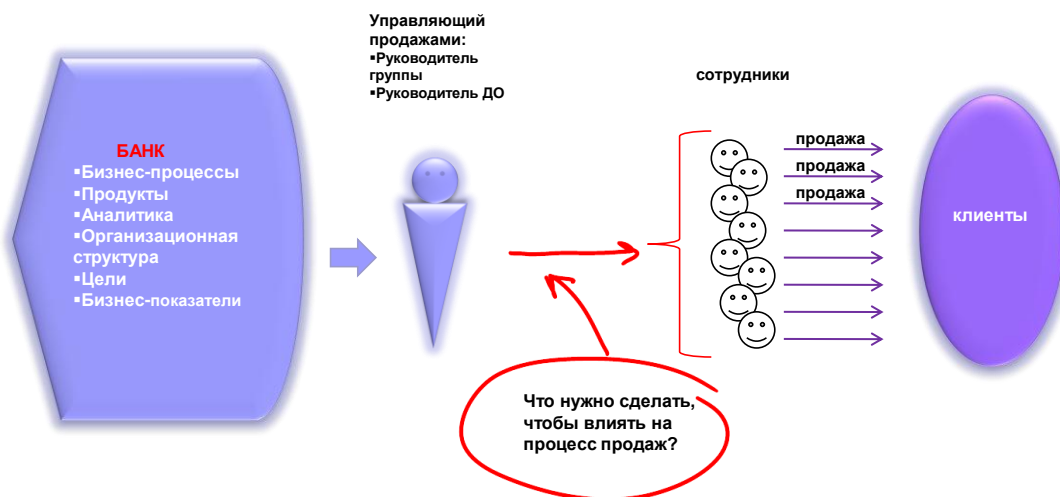 Управляющий
продажами:
▪Руководитель
группы
▪Руководитель ДО
сотрудники
БАНК
▪Бизнес-процессы
▪Продукты
▪Аналитика
▪Организационная
структура
▪Цели
▪Бизнес-показатели
продажа
продажа
продажа
клиенты
Что нужно сделать,
чтобы влиять на
процесс продаж?